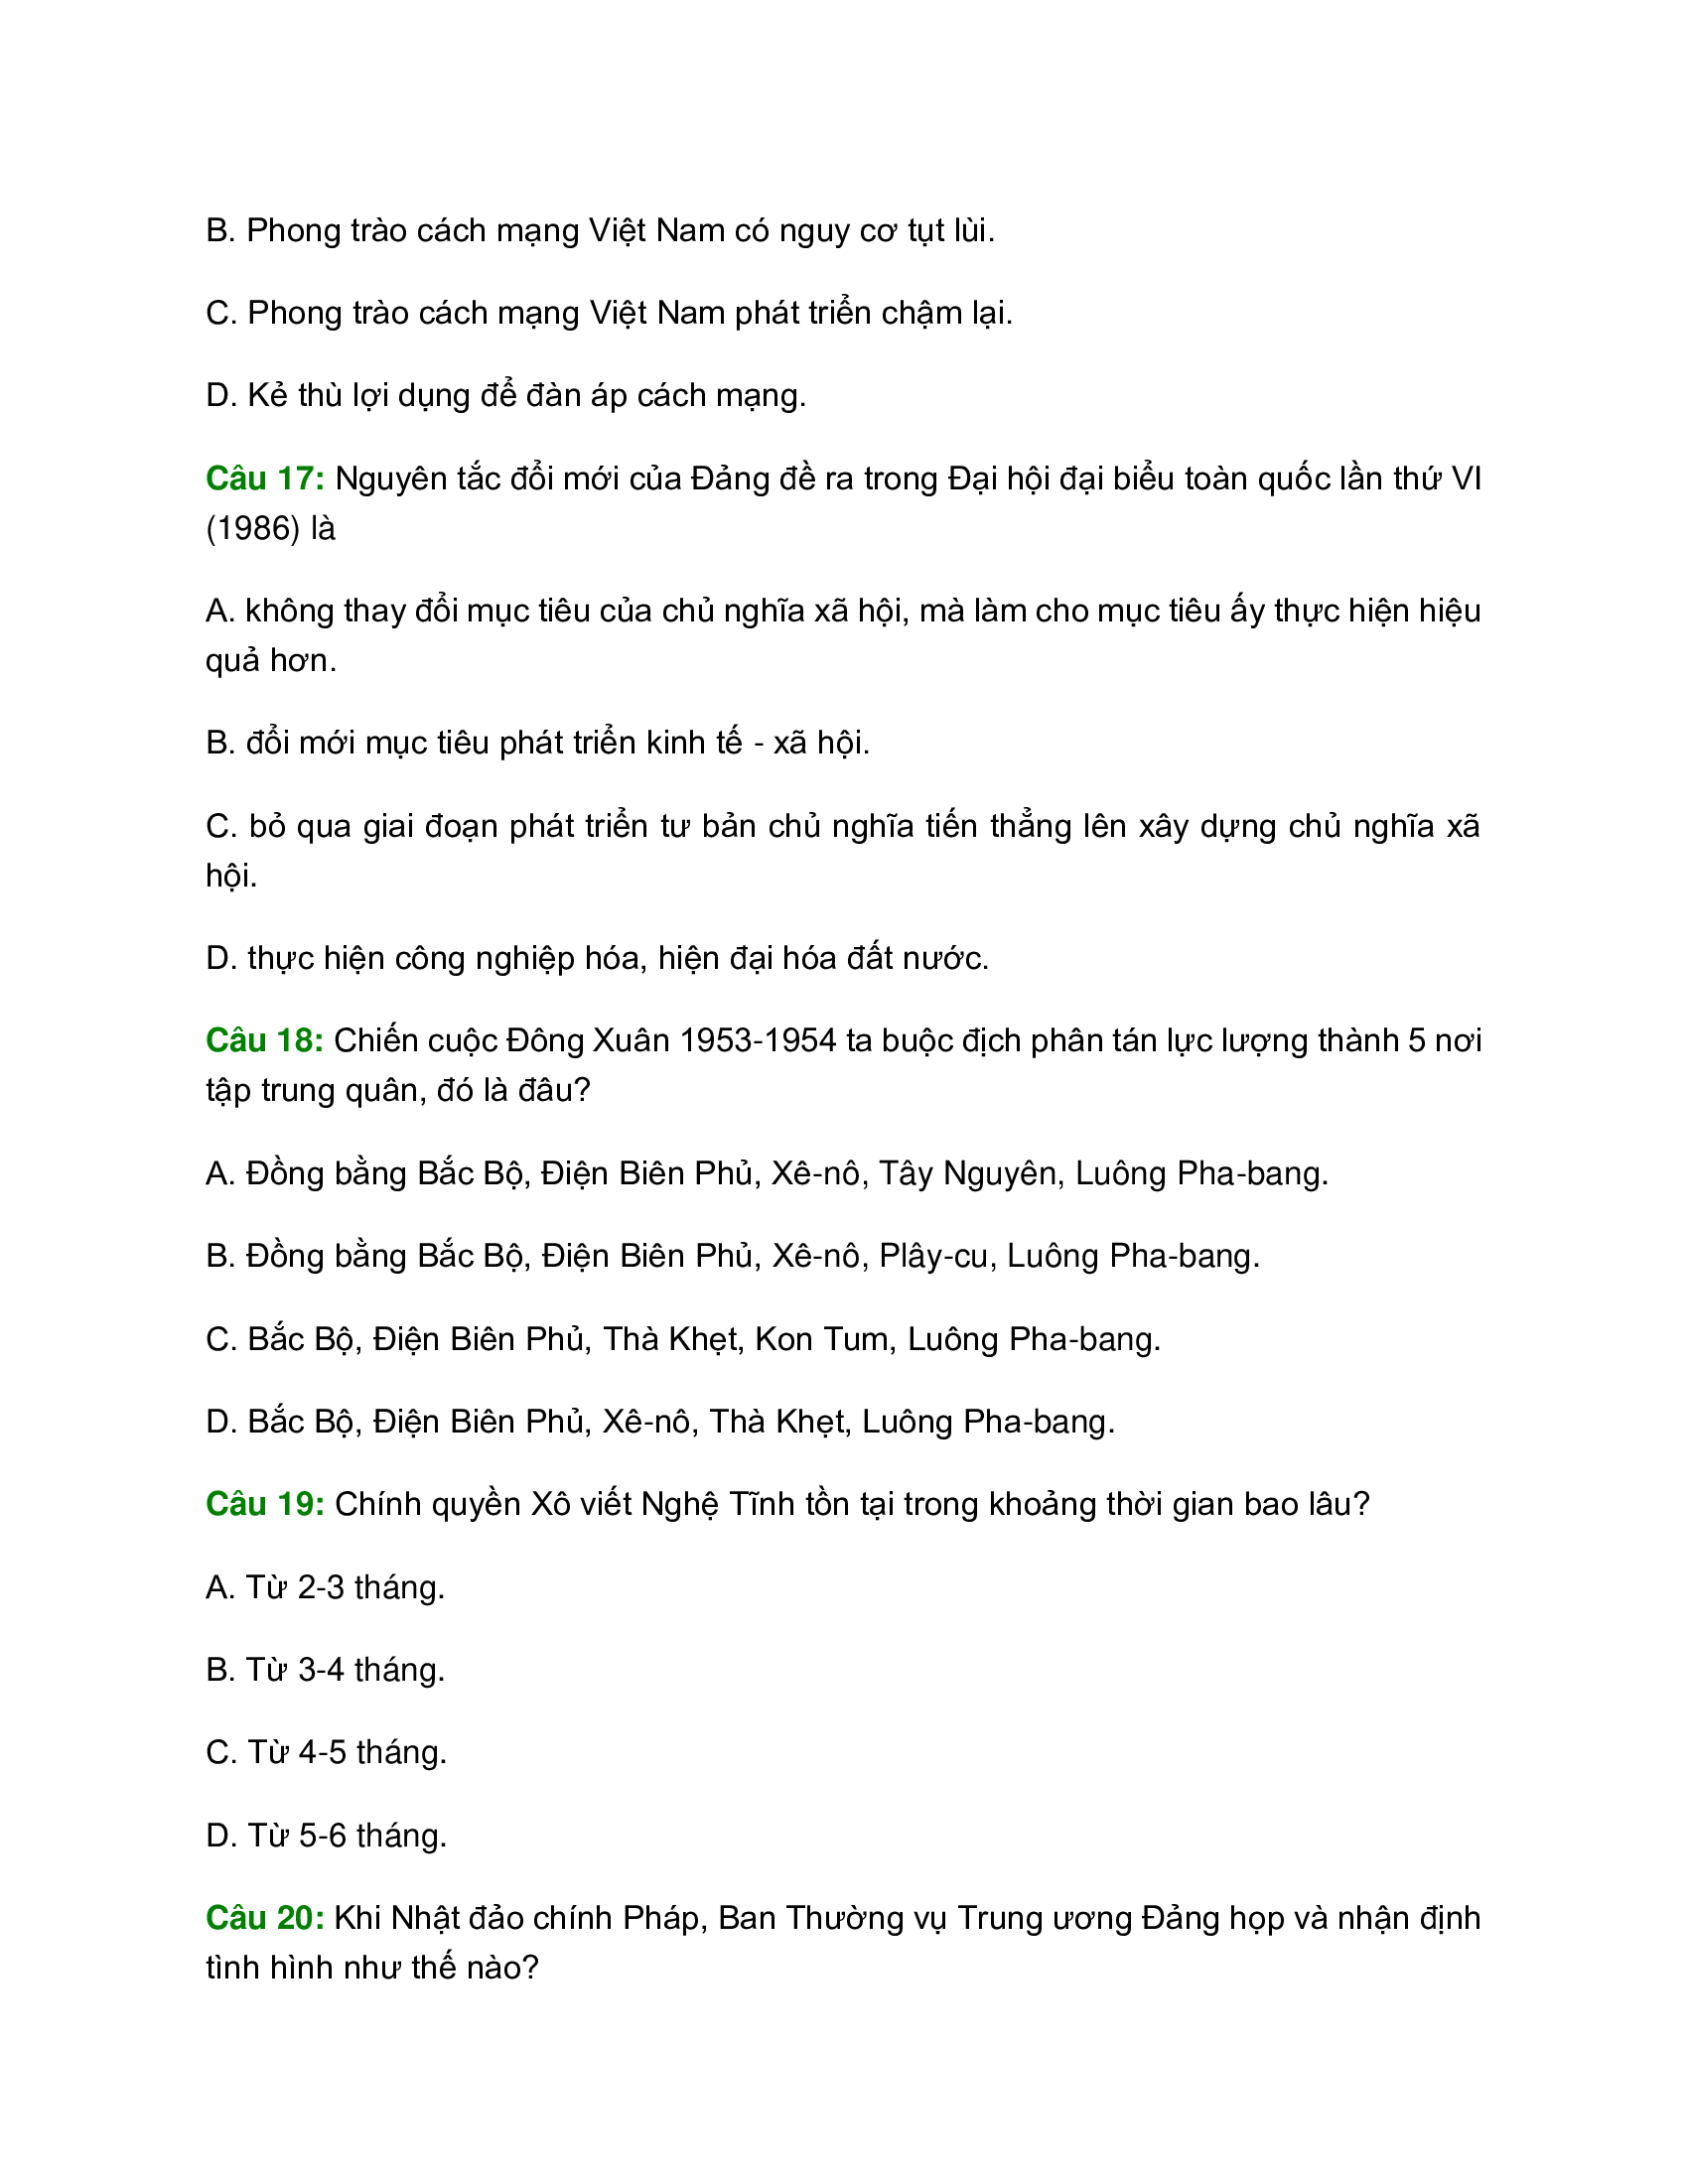 B. Phong trào cách mạng Việt Nam có nguy cơ tụt lùi.
C. Phong trào cách mạng Việt Nam phát triển chậm lại.
D. Kẻ thù lợi dụng để đàn áp cách mạng.
Câu 17: Nguyên tắc đổi mới của Đảng đề ra trong Đại hội đại biểu toàn quốc lần thứ VI
(1986) là
A. không thay đổi mục tiêu của chủ nghĩa xã hội, mà làm cho mục tiêu ấy thực hiện hiệu
quả hơn.
B. đổi mới mục tiêu phát triển kinh tế - xã hội.
C. bỏ qua giai đoạn phát triển tư bản chủ nghĩa tiến thẳng lên xây dựng chủ nghĩa xã
hội.
D. thực hiện công nghiệp hóa, hiện đại hóa đất nước.
Câu 18: Chiến cuộc Đông Xuân 1953-1954 ta buộc địch phân tán lực lượng thành 5 nơi
tập trung quân, đó là đâu?
A. Đồng bằng Bắc Bộ, Điện Biên Phủ, Xê-nô, Tây Nguyên, Luông Pha-bang.
B. Đồng bằng Bắc Bộ, Điện Biên Phủ, Xê-nô, Plây-cu, Luông Pha-bang.
C. Bắc Bộ, Điện Biên Phủ, Thà Khẹt, Kon Tum, Luông Pha-bang.
D. Bắc Bộ, Điện Biên Phủ, Xê-nô, Thà Khẹt, Luông Pha-bang.
Câu 19: Chính quyền Xô viết Nghệ Tĩnh tồn tại trong khoảng thời gian bao lâu?
A. Từ 2-3 tháng.
B. Từ 3-4 tháng.
C. Từ 4-5 tháng.
D. Từ 5-6 tháng.
Câu 20: Khi Nhật đảo chính Pháp, Ban Thường vụ Trung ương Đảng họp và nhận định
tình hình như thế nào?